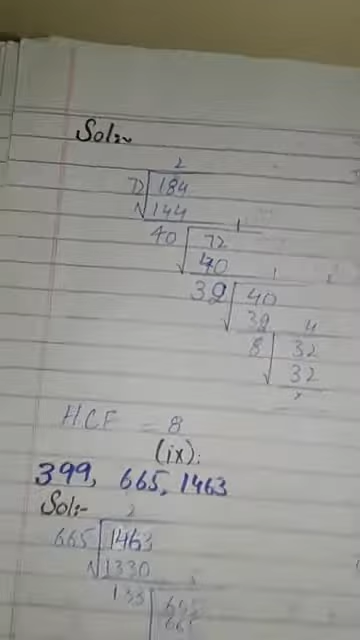 Sol:~
2
72 184
144
40 72 1
40
32 40 1
32
8 32 4
32
×
HCF = 8
(ix):
399, 665, 1463
Sol:-
2
665 1463
1330
133 665
665